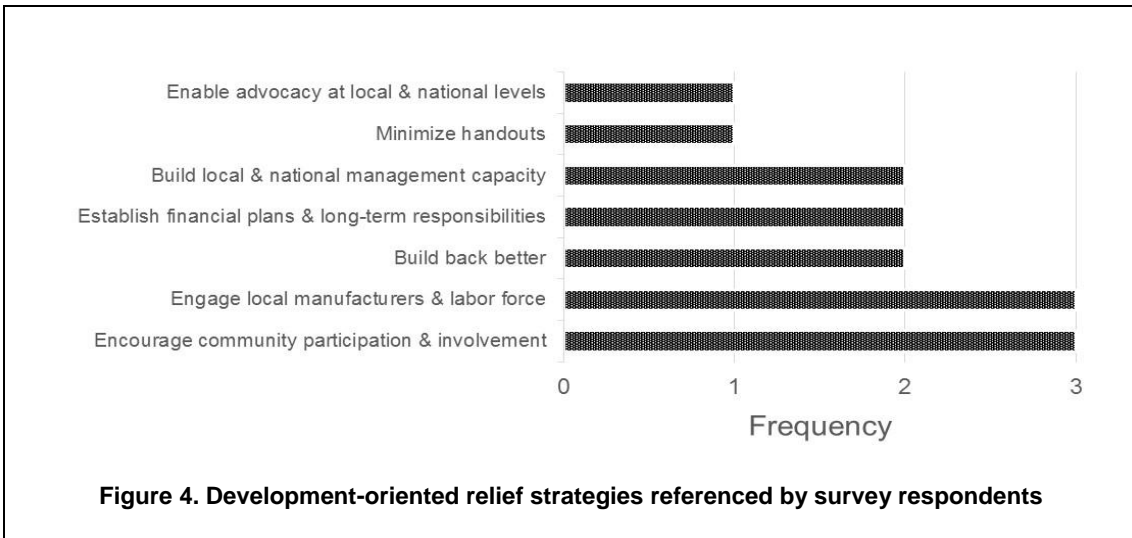 Enable advocacy at local & national levels
Minimize handouts
Build local & national management capacity
Establish financial plans & long-term responsibilities
Build back better
Engage local manufacturers & labor force
Encourage community participation & involvement
0 1 2 3
Frequency
Figure 4. Development-oriented relief strategies referenced by survey respondents